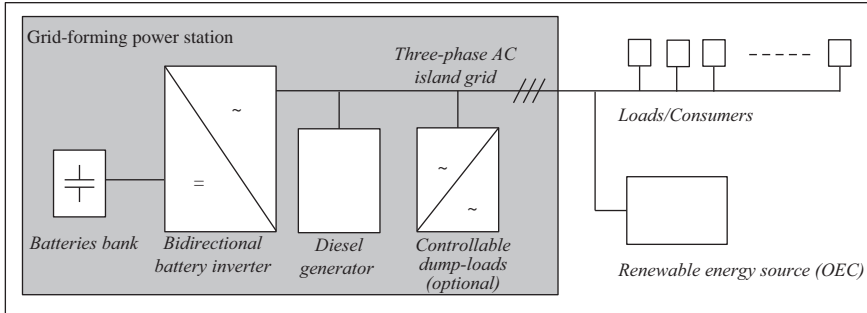 Grid-forming power station
Three-phase AC
island grid
Loads/Consumers
~
=
~
~
Batteries bank
Bidirectional
battery inverter
Diesel
generator
Controllable
dump-loads
(optional)
Renewable energy source (OEC)